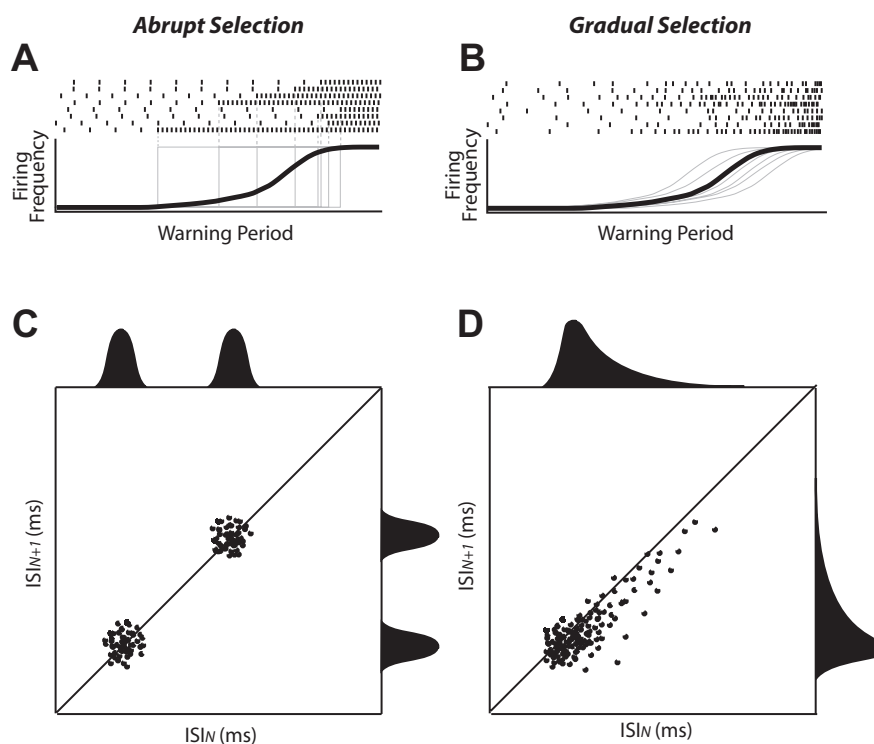 Abrupt Selection
Gradual Selection
A
B
Firing
Frequency
Warning Period
Firing
Frequency
Warning Period
C
D
ISIN+1 (ms)
ISIN (ms)
ISIN+1 (ms)
ISIN (ms)